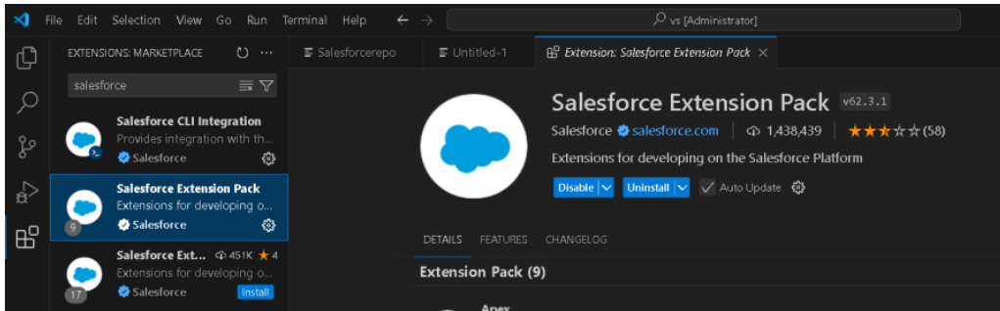 File Edit Selection View Go Run Terminal Help
vs [Administrator]
EXTENSIONS: MARKETPLACE
salesforce
Salesforce CLI Integration
Provides integration with th...
Salesforce
Salesforce Extension Pack
Extensions for developing o...
9
Salesforce
Salesforce Ext... 451K ★ 4
Extensions for developing o...
17
Salesforce Install
Salesforcerepo Untitled-1 Extension: Salesforce Extension Pack
Salesforce Extension Pack v62.3.1
Salesforce salesforce.com 1,438,439 ★★★☆☆ (58)
Extensions for developing on the Salesforce Platform
Disable Uninstall Auto Update
DETAILS FEATURES CHANGELOG
Extension Pack (9)
Apex